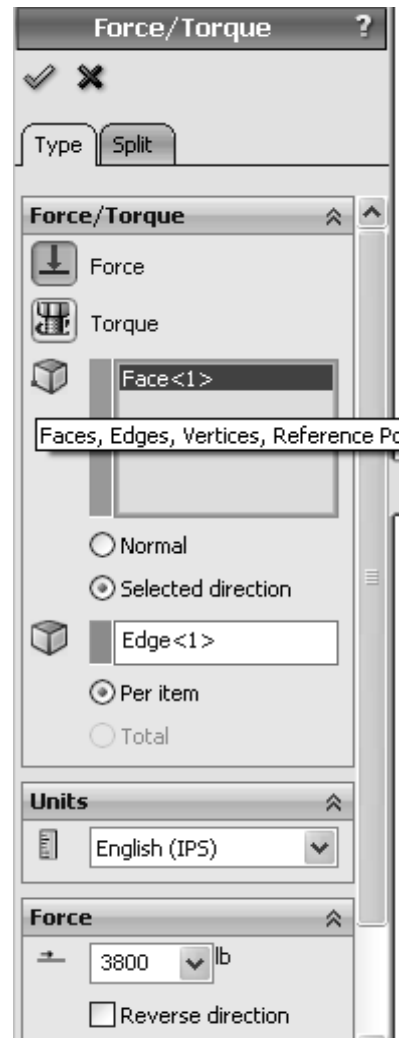 Force/Torque ?
Type Split
Force/Torque
Force
Torque
Face<1>
Faces, Edges, Vertices, Reference
Normal
Selected direction
Edge<1>
Per item
Total
Units
English (IPS)
Force
3800 lb
Reverse direction